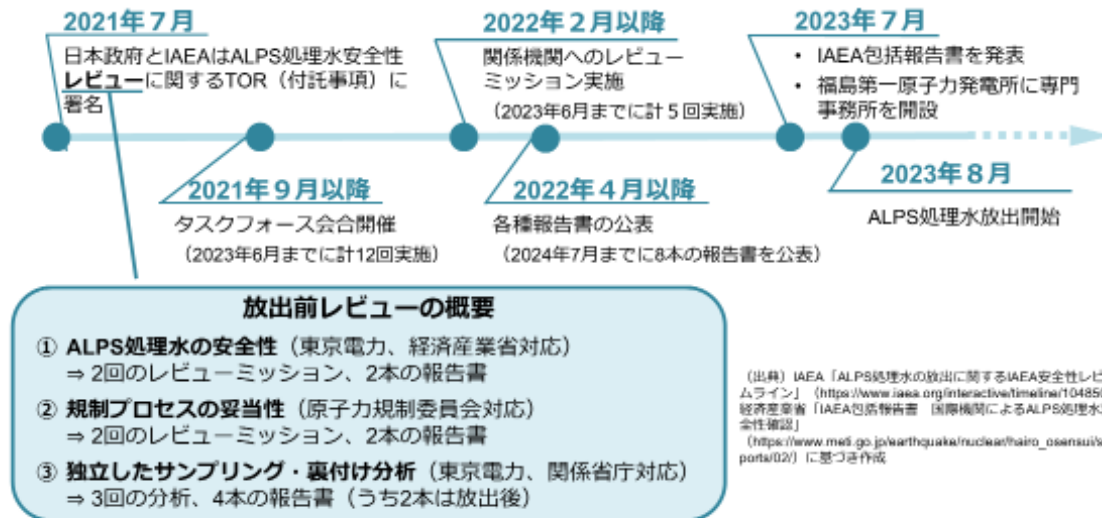 2021年７月
日本政府とIAEAはALPS処理水安全性
レビューに関するTOR（付託事項）に
署名
2022年２月以降
関係機関へのレビュー
ミッション実施
（2023年6月までに計５回実施）
2023年７月
• IAEA包括報告書を発表
• 福島第一原子力発電所に専門
事務所を開設
2021年９月以降
タスクフォース会合開催
（2023年6月までに計12回実施）
2022年４月以降
各種報告書の公表
（2024年7月までに8本の報告書を公表）
2023年８月
ALPS処理水放出開始
放出前レビューの概要
① ALPS処理水の安全性（東京電力、経済産業省対応）
⇒ 2回のレビューミッション、2本の報告書
② 規制プロセスの妥当性（原子力規制委員会対応）
⇒ 2回のレビューミッション、2本の報告書
③ 独立したサンプリング・裏付け分析（東京電力、関係省庁対応）
⇒ 3回の分析、4本の報告書（うち2本は放出後）
（出典）IAEA「ALPS処理水の放出に関するIAEA安全性レビ
ムライン」（https://www.iaea.org/interactive/timeline/104850
経済産業省「IAEA包括報告書　国際機関によるALPS処理水
全性確認」
（https://www.meti.go.jp/earthquake/nuclear/hairo_osensui/s
ports/02/）に基づき作成